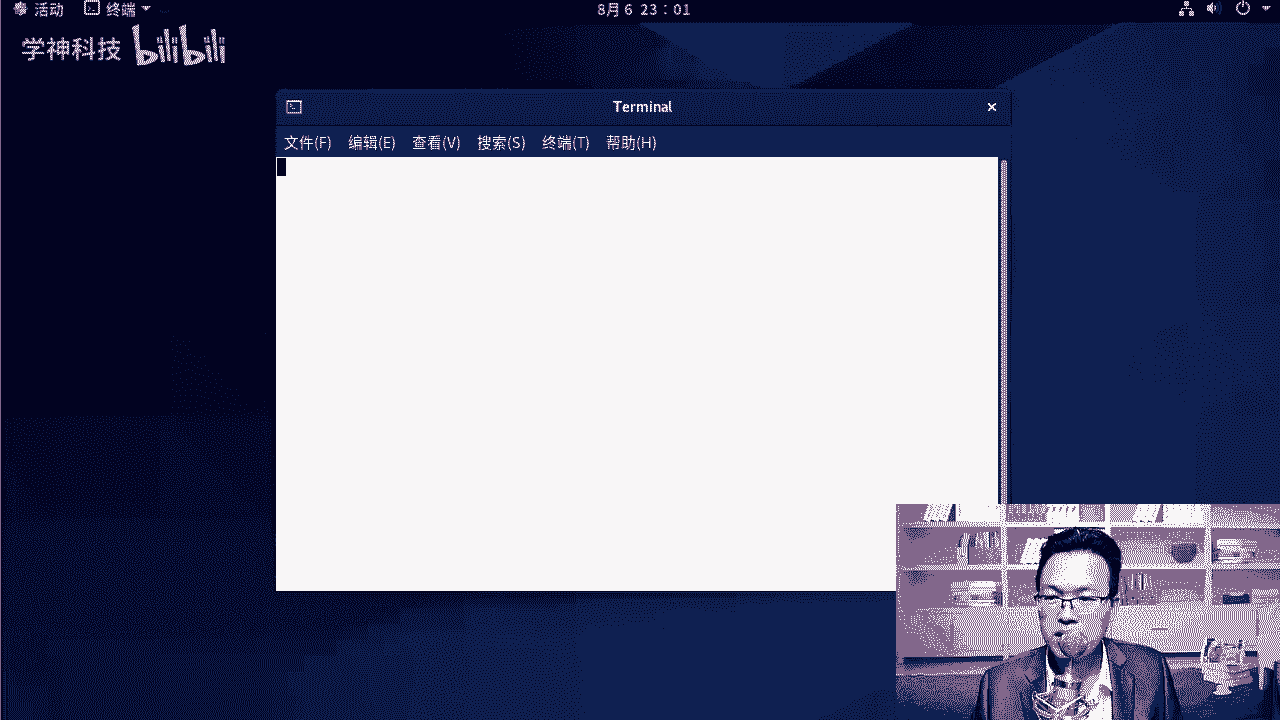 活动 终端 8月 6 23：01
学神科技 bilibili
Terminal
文件(F) 编辑(E) 查看(V) 搜索(S) 终端(T) 帮助(H)